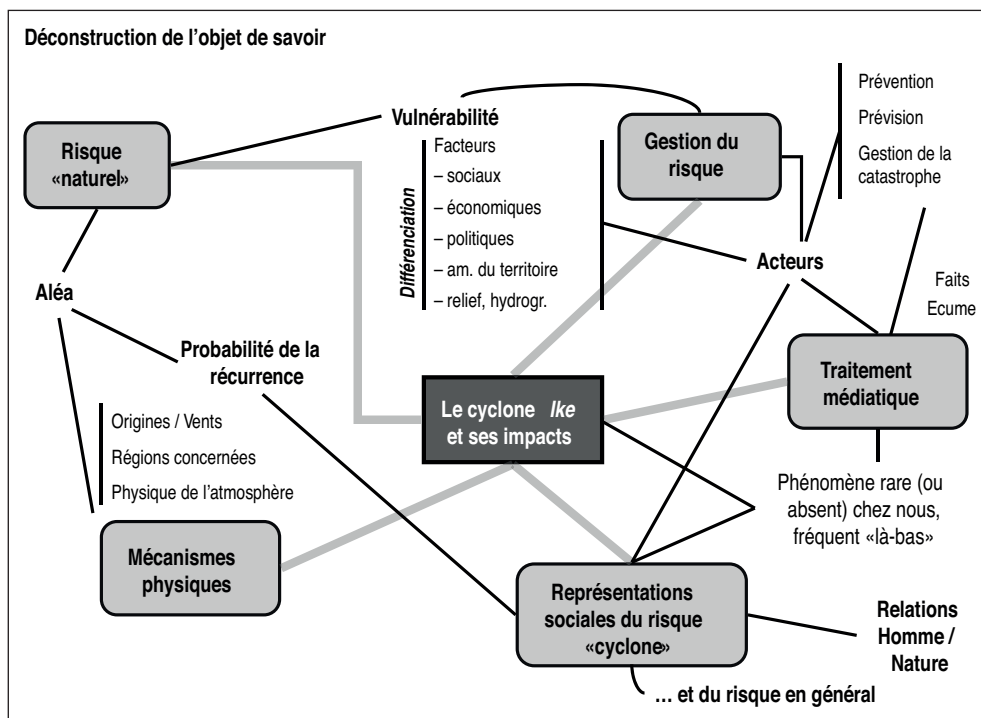 Déconstruction de l'objet de savoir
Risque
«naturel»
Vulnérabilité
Différenciation
Facteurs
– sociaux
– économiques
– politiques
– am. du territoire
– relief, hydrogr.
Gestion du
risque
Prévention
Prévision
Gestion de la
catastrophe
Acteurs
Faits
Ecume
Aléa
Probabilité de la
récurrence
Origines / Vents
Régions concernées
Physique de l'atmosphère
Le cyclone Ike
et ses impacts
Traitement
médiatique
Phénomène rare (ou
absent) chez nous,
fréquent «là-bas»
Mécanismes
physiques
Représentations
sociales du risque
«cyclone»
Relations
Homme /
Nature
... et du risque en général